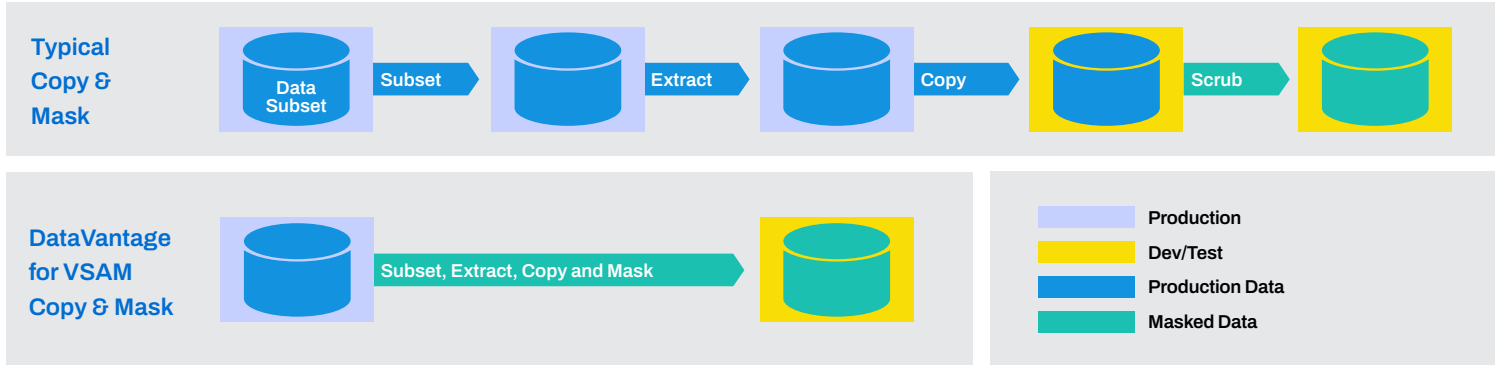 Typical
Copy &
Mask
Data
Subset
Subset
Extract
Copy
Scrub
DataVantage
for VSAM
Copy & Mask
Subset, Extract, Copy and Mask
Production
Dev/Test
Production Data
Masked Data